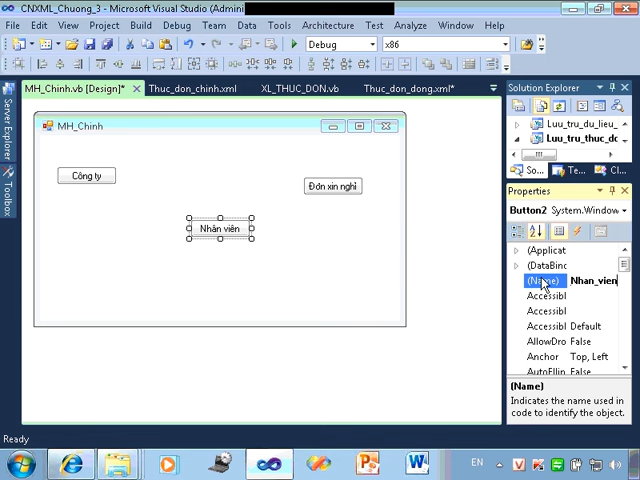 CNXML_Chuong_3 - Microsoft Visual Studio (Admini
File Edit View Project Build Debug Team Data Tools Architecture Test Analyze Window Help
Debug x86
MH_Chinh.vb [Design]* Thuc_don_chinh.xml XL_THUC_DON.vb Thuc_don_dong.xml*
Server Explorer
Toolbox
MH_Chinh
Công ty
Đơn xin nghỉ
Nhân viên
Solution Explorer
Luu_tru_du_lieu_
Luu_tru_thuc_do
So... Te... Cl...
Properties
Button2 System.Window
(Applicat
(DataBinc
(Name) Nhan_vien
Accessibl
Accessibl
Accessibl Default
AllowDro False
Anchor Top, Left
AutoEllip False
(Name)
Indicates the name used in
code to identify the object.
Ready
EN